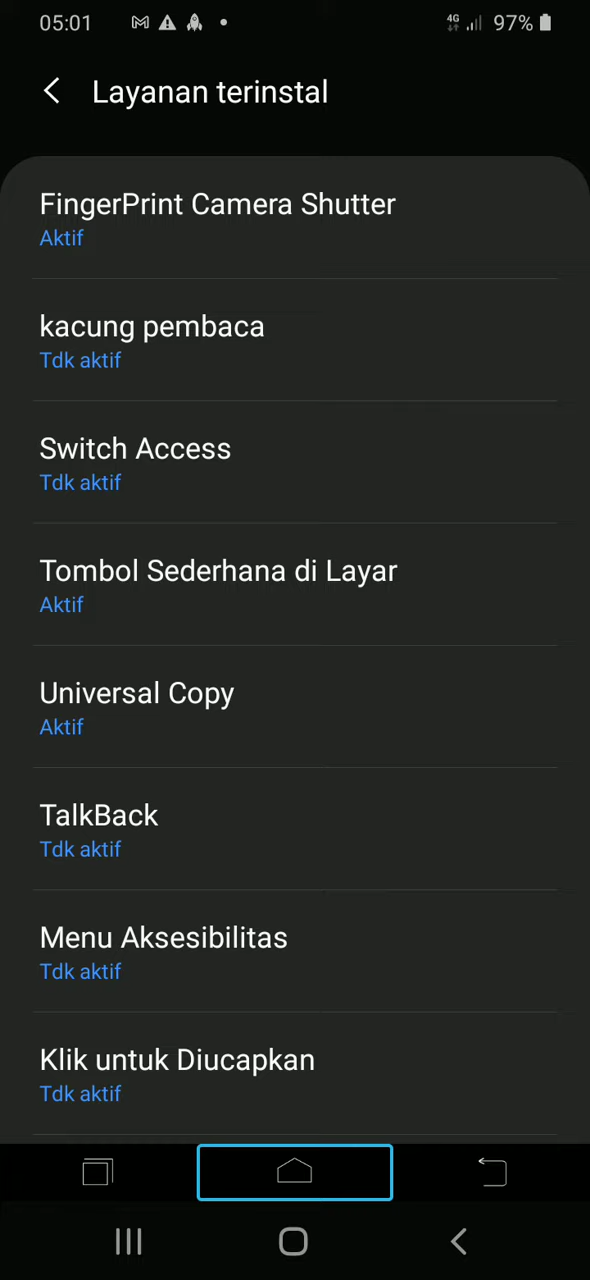 05:01
4G 97%
Layanan terinstal
FingerPrint Camera Shutter
Aktif
kacung pembaca
Tdk aktif
Switch Access
Tdk aktif
Tombol Sederhana di Layar
Aktif
Universal Copy
Aktif
TalkBack
Tdk aktif
Menu Aksesibilitas
Tdk aktif
Klik untuk Diucapkan
Tdk aktif